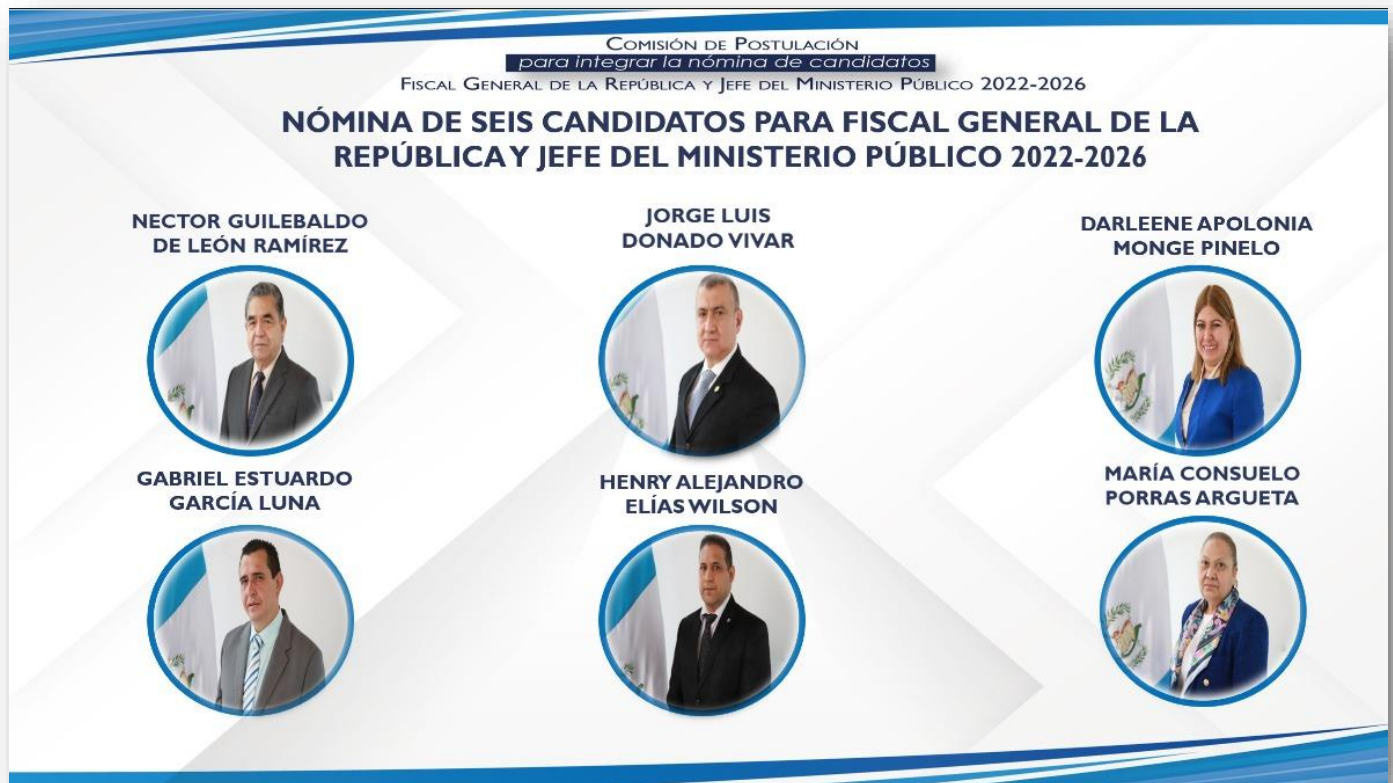 COMISIÓN DE POSTULACIÓN
para integrar la nómina de candidatos
FISCAL GENERAL DE LA REPÚBLICA Y JEFE DEL MINISTERIO PÚBLICO 2022-2026
NÓMINA DE SEIS CANDIDATOS PARA FISCAL GENERAL DE LA
REPÚBLICA Y JEFE DEL MINISTERIO PÚBLICO 2022-2026
NECTOR GUILEBALDO
DE LEÓN RAMÍREZ
JORGE LUIS
DONADO VIVAR
DARLEENE APOLONIA
MONGE PINELO
GABRIEL ESTUARDO
GARCÍA LUNA
HENRY ALEJANDRO
ELÍAS WILSON
MARÍA CONSUELO
PORRAS ARGUETA